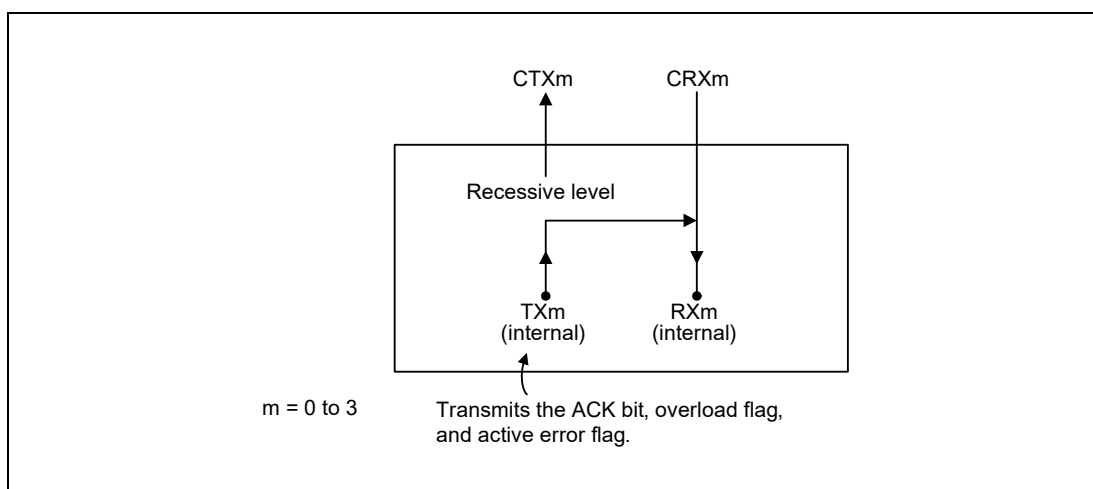 CTXm CRXm
Recessive level
TXm
(internal)
RXm
(internal)
m = 0 to 3
Transmits the ACK bit, overload flag,
and active error flag.